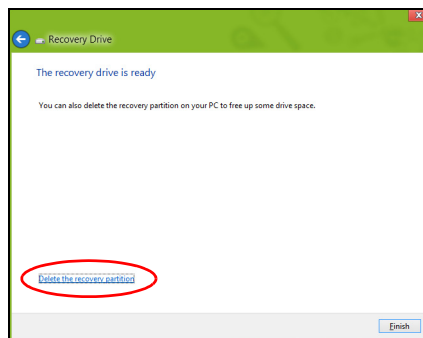 Recovery Drive
The recovery drive is ready
You can also delete the recovery partition on your PC to free up some drive space.
Delete the recovery partition
Finish